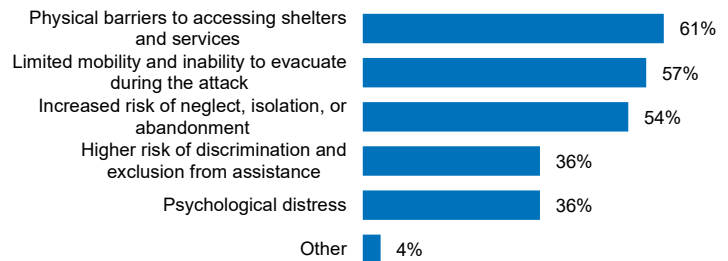 Physical barriers to accessing shelters
and services
61%
Limited mobility and inability to evacuate
during the attack
57%
Increased risk of neglect, isolation, or
abandonment
54%
Higher risk of discrimination and
exclusion from assistance
36%
Psychological distress
36%
Other
4%